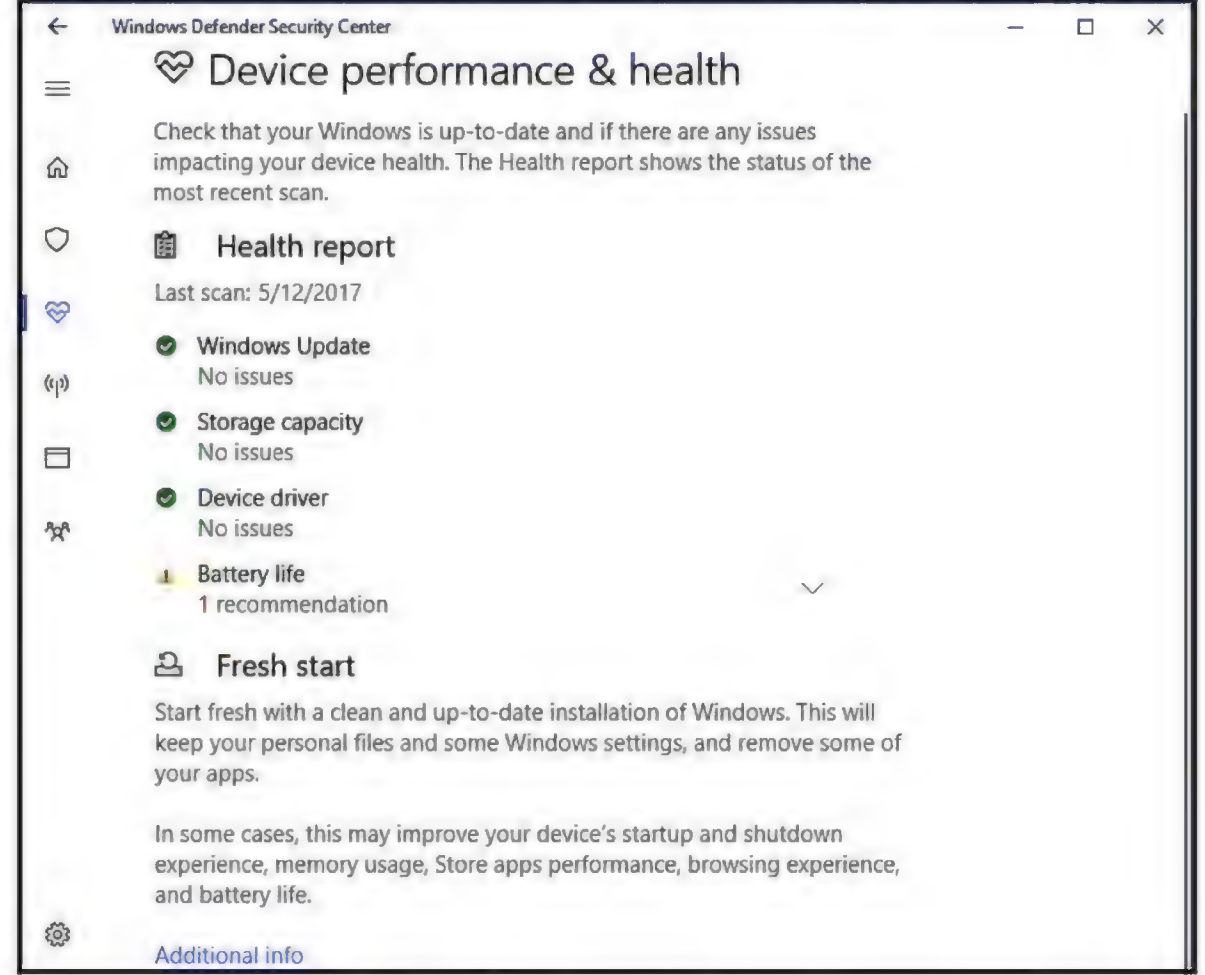 Windows Defender Security Center
Device performance & health
Check that your Windows is up-to-date and if there are any issues
impacting your device health. The Health report shows the status of the
most recent scan.
Health report
Last scan: 5/12/2017
Windows Update
No issues
Storage capacity
No issues
Device driver
No issues
Battery life
1 recommendation
Fresh start
Start fresh with a clean and up-to-date installation of Windows. This will
keep your personal files and some Windows settings, and remove some of
your apps.
In some cases, this may improve your device's startup and shutdown
experience, memory usage, Store apps performance, browsing experience,
and battery life.
Additional info